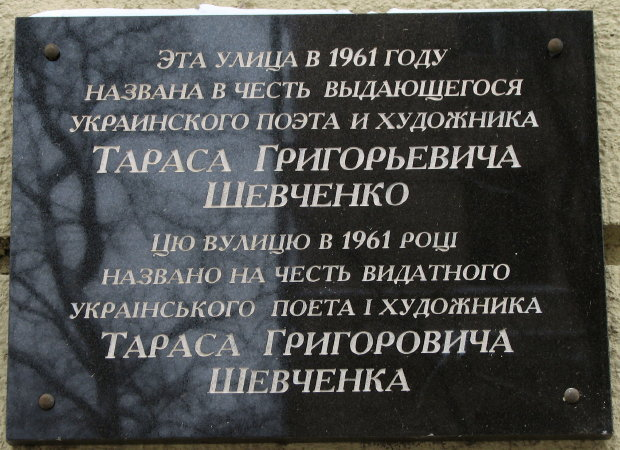 Эта улица в 1961 году
названа в честь выдающегося
украинского поэта и художника
Тараса Григорьевича
Шевченко
Цю вулицю в 1961 році
названо на честь видатного
украінського поета і художника
Тараса Григоровича
Шевченка